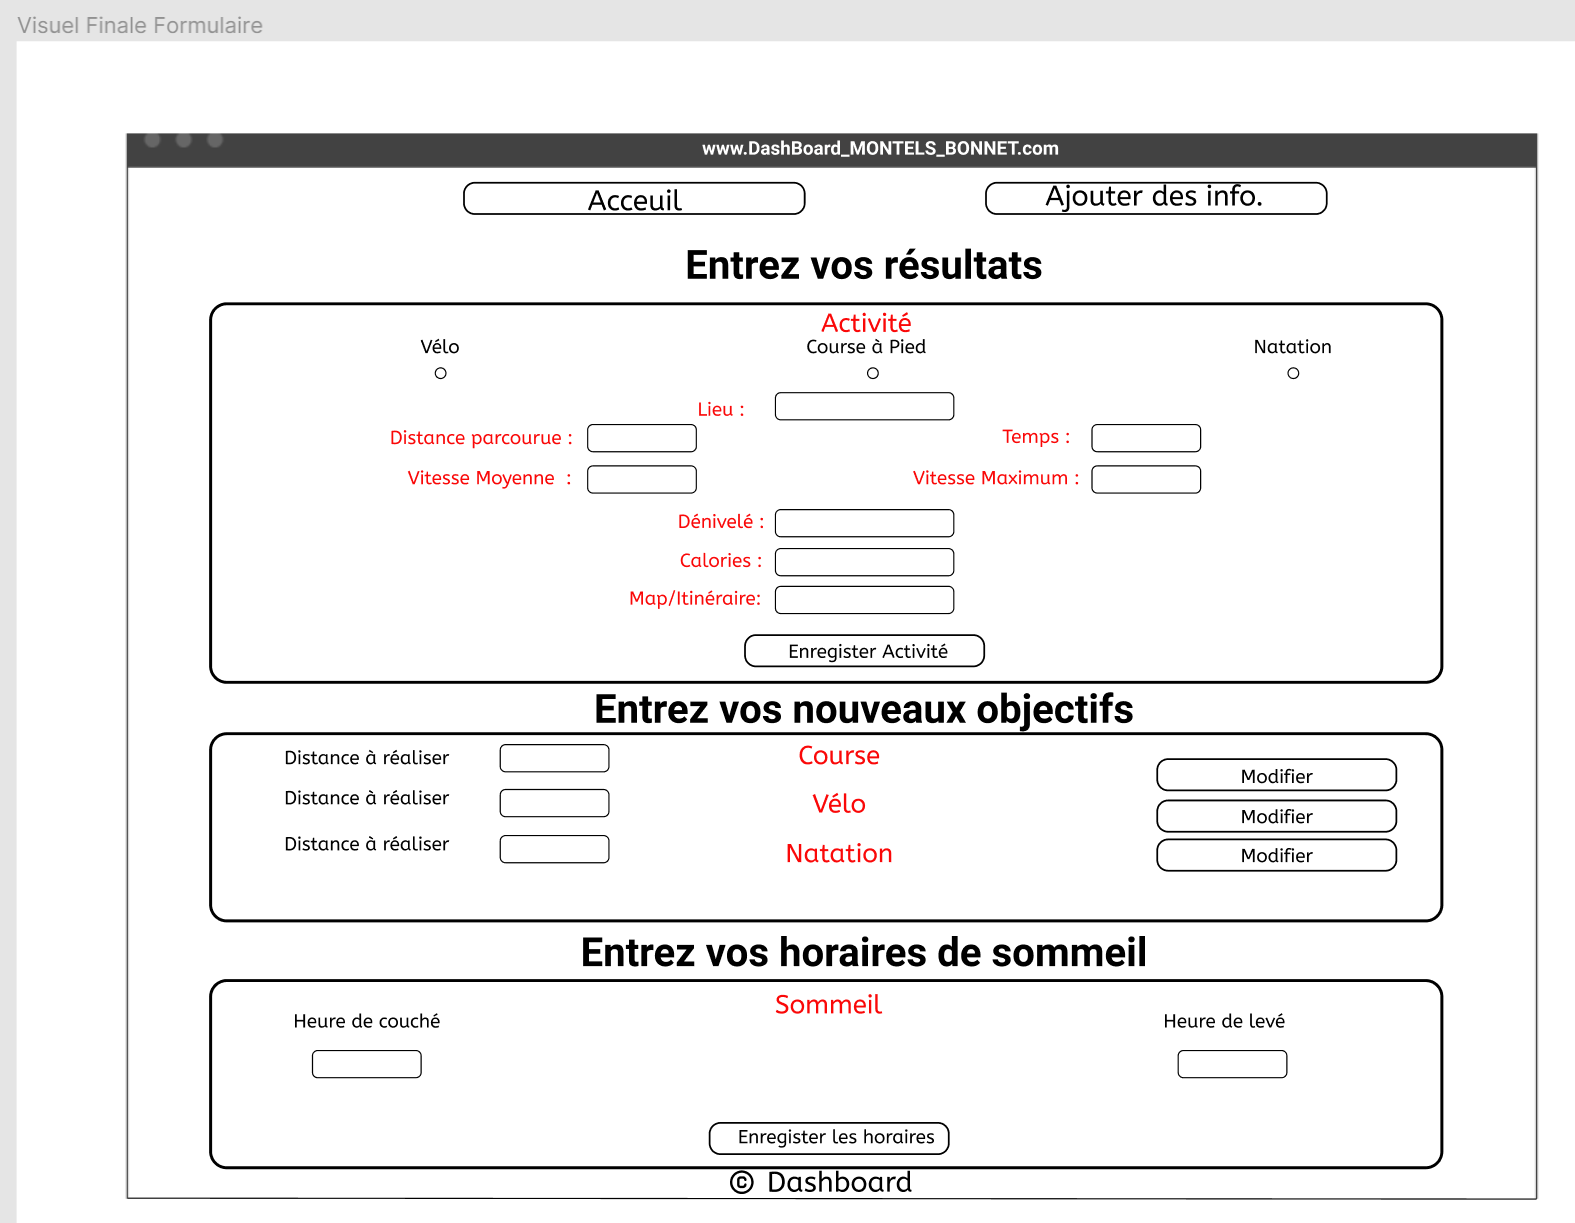 Visuel Finale Formulaire
www.DashBoard_MONTELS_BONNET.com
Acceuil
Ajouter des info.
Entrez vos résultats
Activité
Vélo
Course à Pied
Natation
Lieu :
Distance parcourue :
Temps :
Vitesse Moyenne :
Vitesse Maximum :
Dénivelé :
Calories :
Map/Itinéraire:
Enregister Activité
Entrez vos nouveaux objectifs
Distance à réaliser
Course
Modifier
Distance à réaliser
Vélo
Modifier
Distance à réaliser
Natation
Modifier
Entrez vos horaires de sommeil
Sommeil
Heure de couché
Heure de levé
Enregister les horaires
© Dashboard